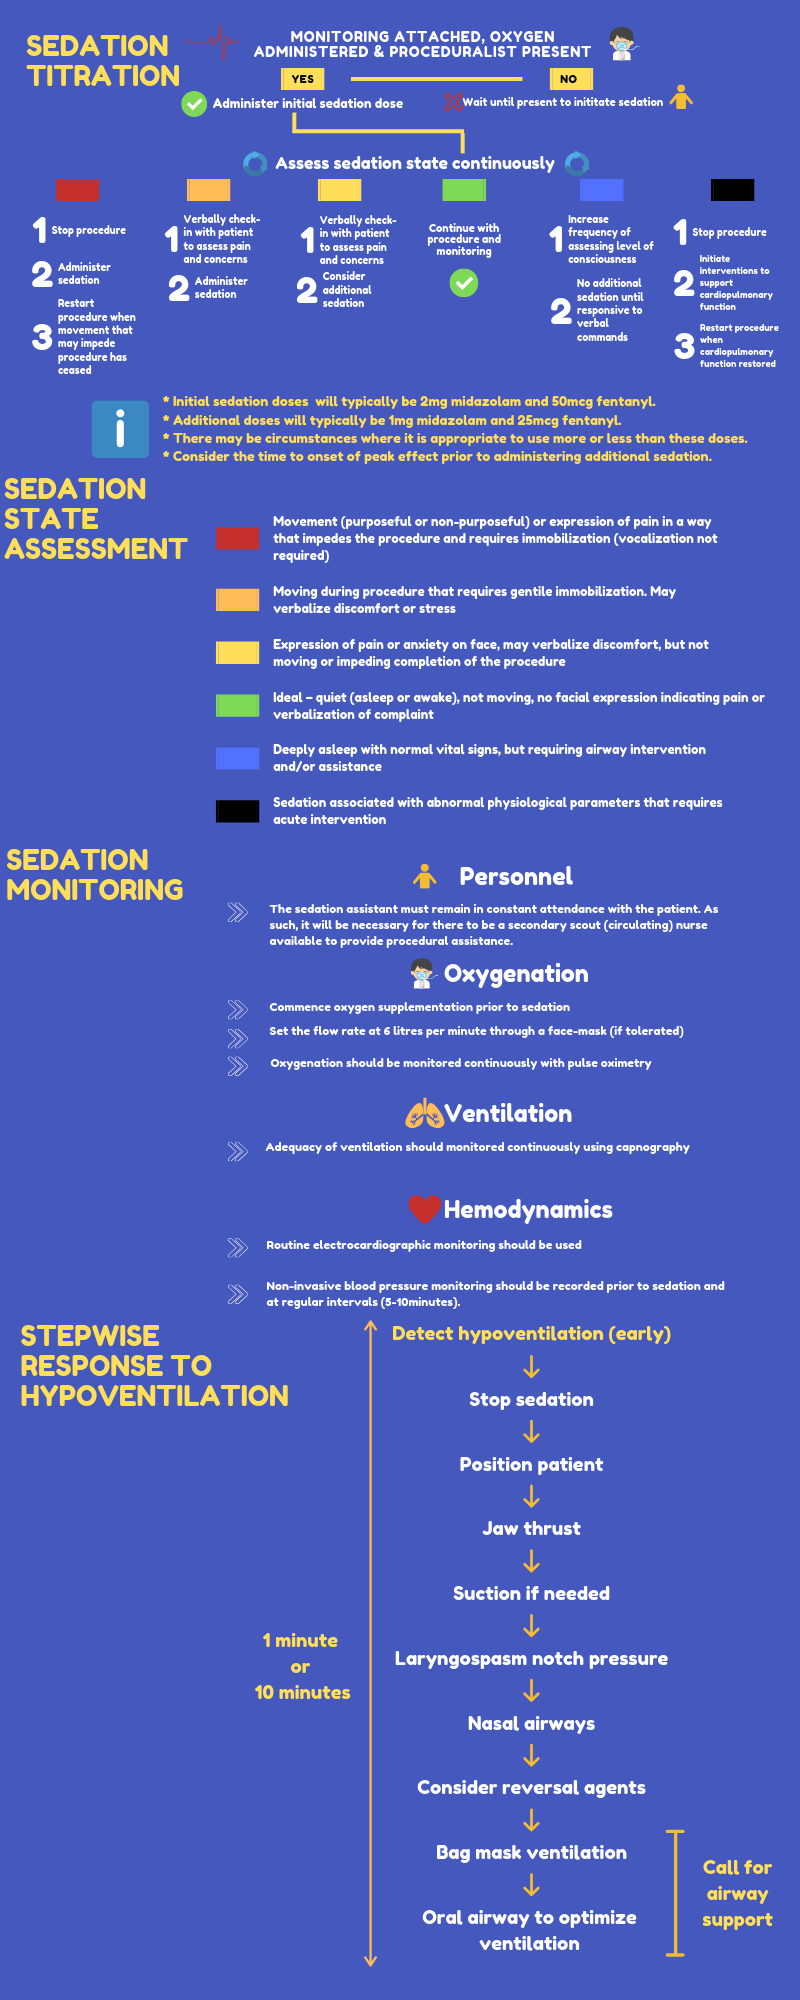 SEDATION
TITRATION
MONITORING ATTACHED, OXYGEN
ADMINISTERED & PROCEDURALIST PRESENT
YES
NO
Administer initial sedation dose
Wait until present to inititate sedation
Assess sedation state continuously
1 Stop procedure
2 Administer
sedation
3 Restart
procedure when
movement that
may impede
procedure has
ceased
1 Verbally check-
in with patient
to assess pain
and concerns
2 Administer
sedation
1 Verbally check-
in with patient
to assess pain
and concerns
2 Consider
additional
sedation
Continue with
procedure and
monitoring
1 Increase
frequency of
assessing level of
consciousness
2 No additional
sedation until
responsive to
verbal
commands
1 Stop procedure
2 Initiate
interventions to
support
cardiopulmonary
function
3 Restart procedure
when
cardiopulmonary
function restored
i
* Initial sedation doses will typically be 2mg midazolam and 50mcg fentanyl.
* Additional doses will typically be 1mg midazolam and 25mcg fentanyl.
* There may be circumstances where it is appropriate to use more or less than these doses.
* Consider the time to onset of peak effect prior to administering additional sedation.
SEDATION
STATE
ASSESSMENT
Movement (purposeful or non-purposeful) or expression of pain in a way
that impedes the procedure and requires immobilization (vocalization not
required)
Moving during procedure that requires gentile immobilization. May
verbalize discomfort or stress
Expression of pain or anxiety on face, may verbalize discomfort, but not
moving or impeding completion of the procedure
Ideal – quiet (asleep or awake), not moving, no facial expression indicating pain or
verbalization of complaint
Deeply asleep with normal vital signs, but requiring airway intervention
and/or assistance
Sedation associated with abnormal physiological parameters that requires
acute intervention
SEDATION
MONITORING
Personnel
The sedation assistant must remain in constant attendance with the patient. As
such, it will be necessary for there to be a secondary scout (circulating) nurse
available to provide procedural assistance.
Oxygenation
Commence oxygen supplementation prior to sedation
Set the flow rate at 6 litres per minute through a face-mask (if tolerated)
Oxygenation should be monitored continuously with pulse oximetry
Ventilation
Adequacy of ventilation should monitored continuously using capnography
Hemodynamics
Routine electrocardiographic monitoring should be used
Non-invasive blood pressure monitoring should be recorded prior to sedation and
at regular intervals (5-10minutes).
STEPWISE
RESPONSE TO
HYPOVENTILATION
Detect hypoventilation (early)
Stop sedation
Position patient
Jaw thrust
Suction if needed
1 minute
or
10 minutes
Laryngospasm notch pressure
Nasal airways
Consider reversal agents
Bag mask ventilation
Oral airway to optimize
ventilation
Call for
airway
support